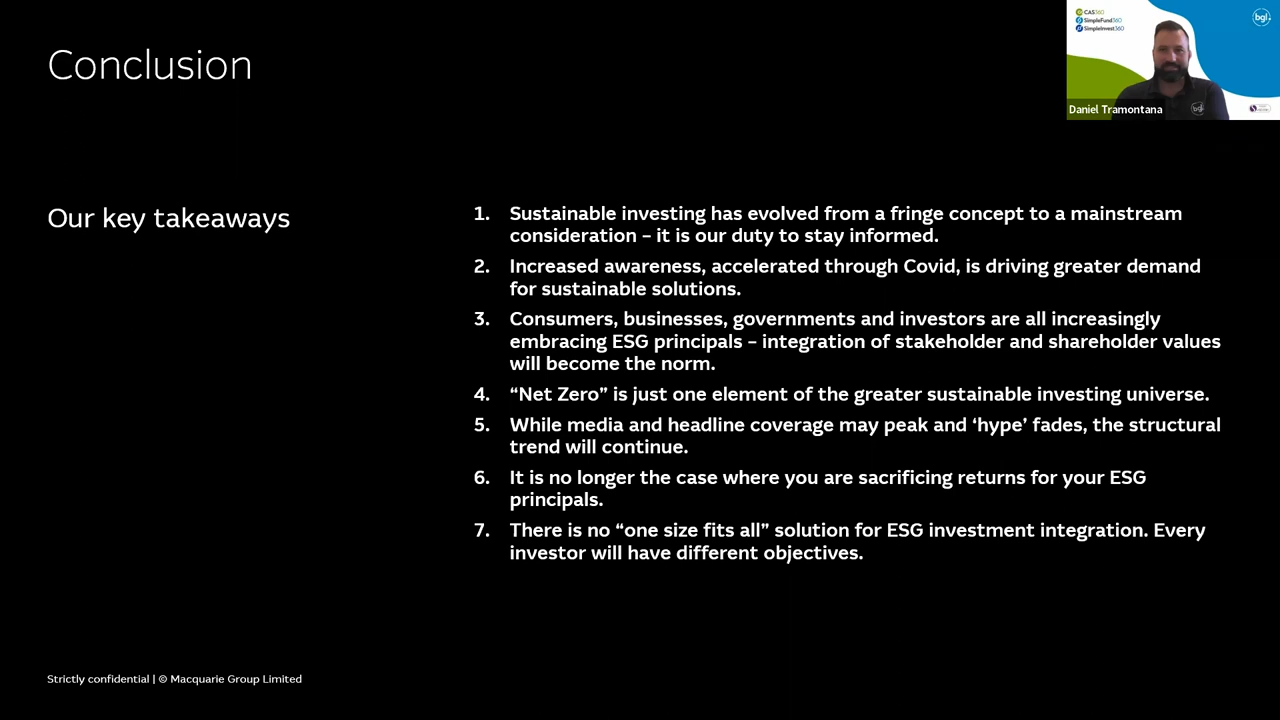 Conclusion
CAS360
SimpleFund360
SimpleInvest360
bgl
bgl
Daniel Tramontana
Our key takeaways
1. Sustainable investing has evolved from a fringe concept to a mainstream
consideration – it is our duty to stay informed.
2. Increased awareness, accelerated through Covid, is driving greater demand
for sustainable solutions.
3. Consumers, businesses, governments and investors are all increasingly
embracing ESG principals – integration of stakeholder and shareholder values
will become the norm.
4. “Net Zero” is just one element of the greater sustainable investing universe.
5. While media and headline coverage may peak and ‘hype’ fades, the structural
trend will continue.
6. It is no longer the case where you are sacrificing returns for your ESG
principals.
7. There is no “one size fits all” solution for ESG investment integration. Every
investor will have different objectives.
Strictly confidential | © Macquarie Group Limited